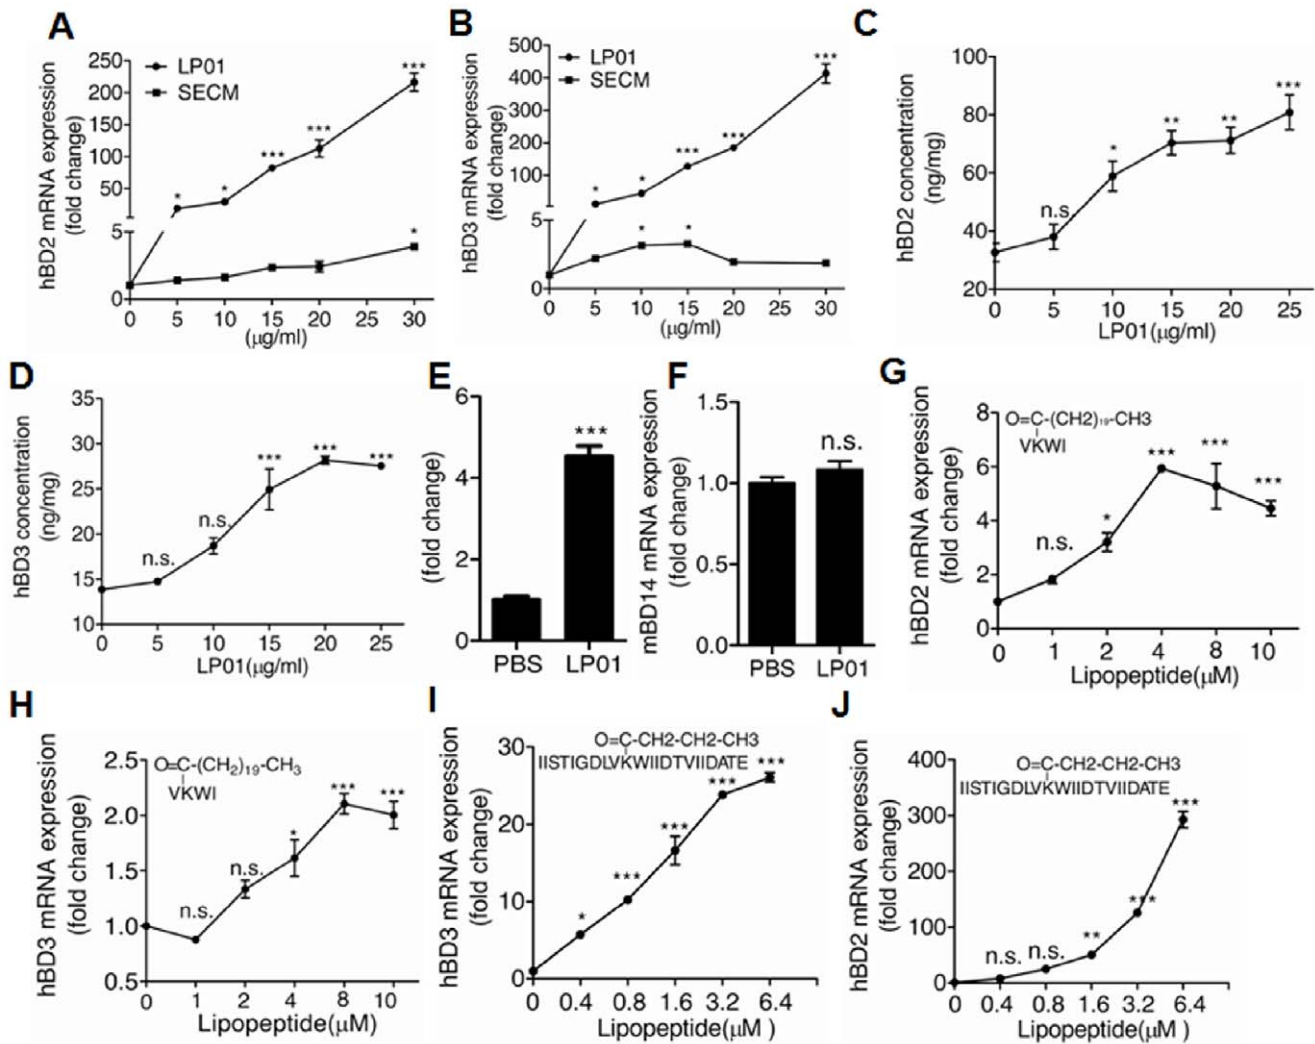 A
hBD2 mRNA expression
(fold change)
250
200
150
100
50
5
0
LP01
SECM
*
*
***
***
***
*
0 5 10 15 20 25 30
(μg/ml)
B
hBD3 mRNA expression
(fold change)
500
400
300
200
100
5
0
LP01
SECM
*
*
***
***
***
*
*
0 5 10 15 20 25 30
(μg/ml)
C
hBD2 concentration
(ng/mg)
100
80
60
40
20
n.s.
*
**
**
***
0 5 10 15 20 25
LP01(μg/ml)
D
hBD3 concentration
(ng/mg)
35
30
25
20
15
10
n.s.
n.s.
***
***
***
0 5 10 15 20 25
LP01(μg/ml)
E
(fold change)
6
4
2
0
***
PBS LP01
F
mBD14 mRNA expression
(fold change)
1.5
1.0
0.5
0.0
n.s.
PBS LP01
G
hBD2 mRNA expression
(fold change)
8
6
4
2
0
O=C-(CH2)₁₉-CH3
VKWI
n.s.
*
***
***
***
0 1 2 4 8 10
Lipopeptide(μM)
H
hBD3 mRNA expression
(fold change)
2.5
2.0
1.5
1.0
0.5
O=C-(CH₂)₁₉-CH₃
VKWI
n.s.
n.s.
*
***
***
0 1 2 4 8 10
Lipopeptide(μM)
I
hBD3 mRNA expression
(fold change)
30
20
10
0
O=C-CH2-CH2-CH3
IISTIGDLVKWIIDTVIIDATE
*
***
***
***
***
0 0.4 0.8 1.6 3.2 6.4
Lipopeptide(μM )
J
hBD2 mRNA expression
(fold change)
400
300
200
100
0
O=C-CH2-CH2-CH3
IISTIGDLVKWIIDTVIIDATE
n.s.
n.s.
**
***
***
0 0.4 0.8 1.6 3.2 6.4
Lipopeptide(μM )